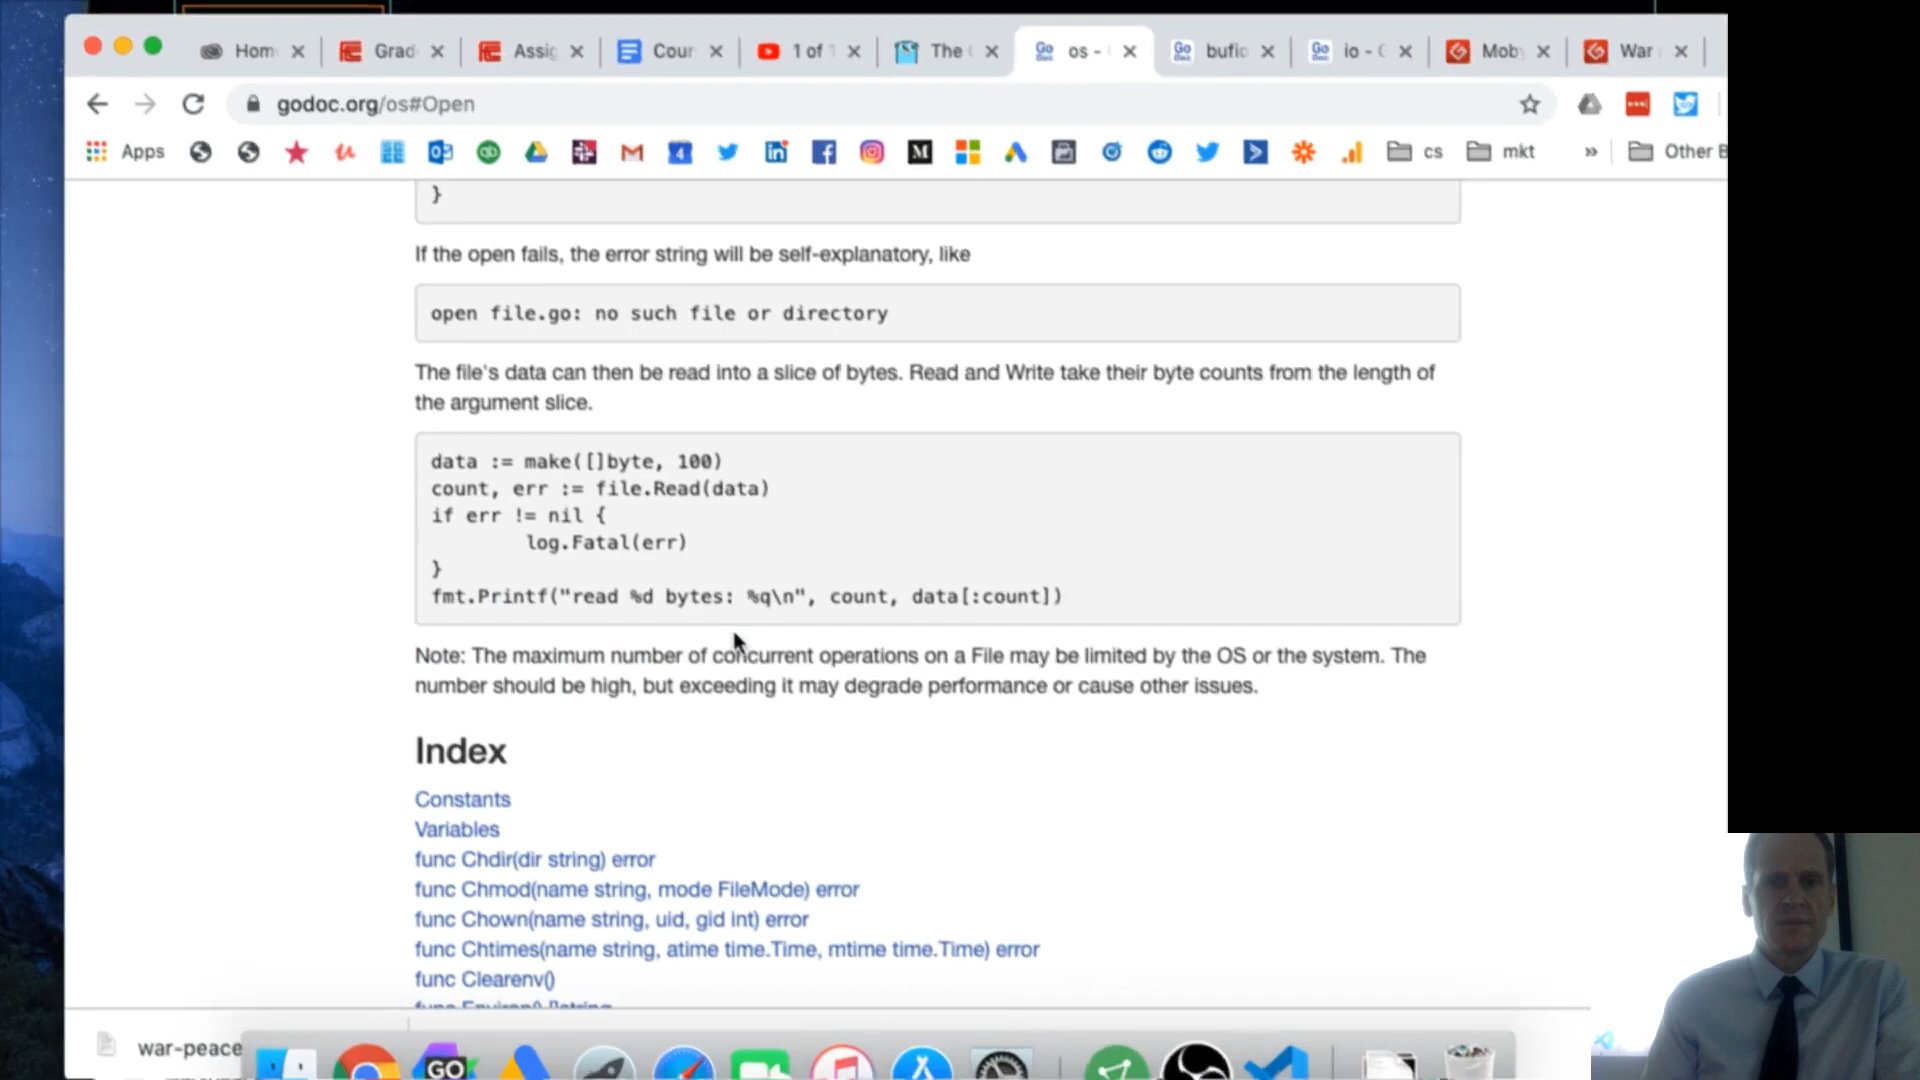 Hom
Grad
Assig
Cour
1 of 1
The
os -
bufio
io - G
Moby
War
godoc.org/os#Open
Apps
cs
mkt
»
Other B
}
If the open fails, the error string will be self-explanatory, like
open file.go: no such file or directory
The file's data can then be read into a slice of bytes. Read and Write take their byte counts from the length of
the argument slice.
data := make([]byte, 100)
count, err := file.Read(data)
if err != nil {
log.Fatal(err)
}
fmt.Printf("read %d bytes: %q\n", count, data[:count])
Note: The maximum number of concurrent operations on a File may be limited by the OS or the system. The
number should be high, but exceeding it may degrade performance or cause other issues.
Index
Constants
Variables
func Chdir(dir string) error
func Chmod(name string, mode FileMode) error
func Chown(name string, uid, gid int) error
func Chtimes(name string, atime time.Time, mtime time.Time) error
func Clearenv()
func Environ() []string
war-peace
GO